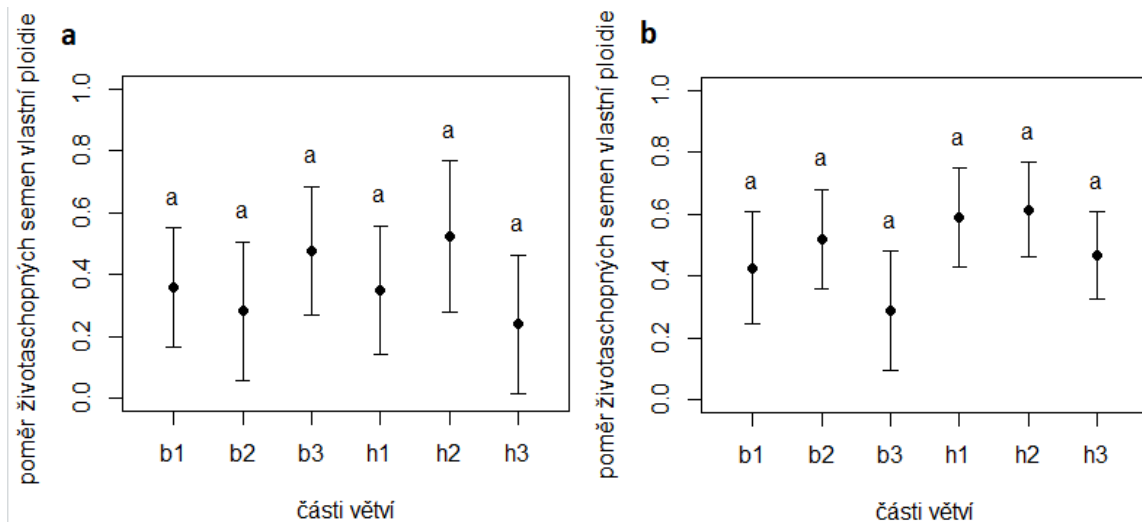 a
poměr životaschopných semen vlastní ploidie
1.0
0.8
0.6
0.4
0.2
0.0
a
a
a
a
a
a
b1
b2
b3
h1
h2
h3
části větví
b
poměr životaschopných semen vlastní ploidie
1.0
0.8
0.6
0.4
0.2
0.0
a
a
a
a
a
a
b1
b2
b3
h1
h2
h3
části větví